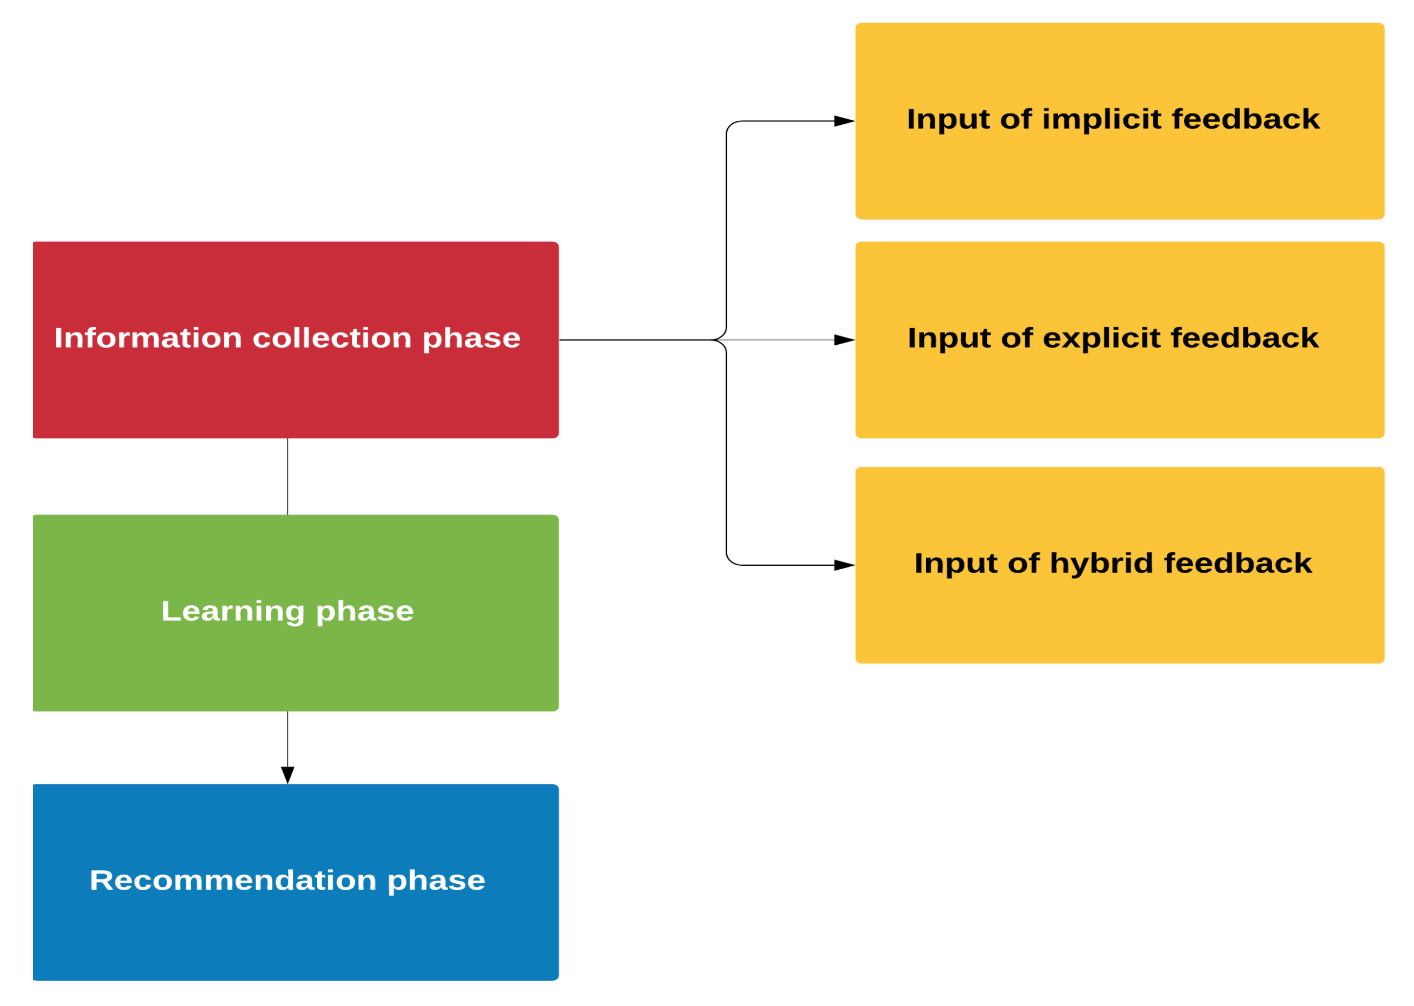 Input of implicit feedback
Information collection phase
Input of explicit feedback
Input of hybrid feedback
Learning phase
Recommendation phase